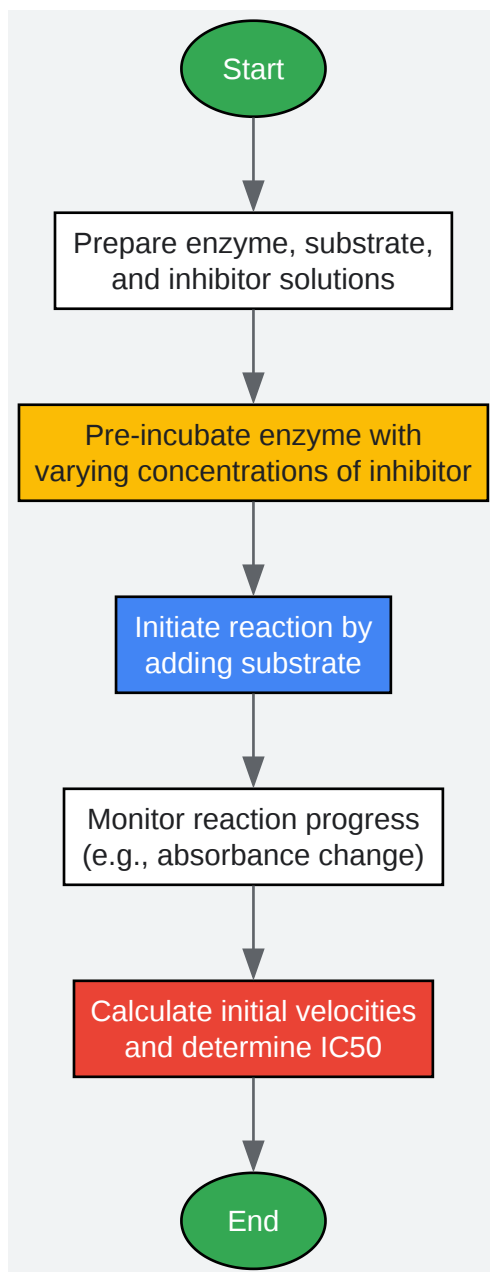 Start
Prepare enzyme, substrate,
and inhibitor solutions
Pre-incubate enzyme with
varying concentrations of inhibitor
Initiate reaction by
adding substrate
Monitor reaction progress
(e.g., absorbance change)
Calculate initial velocities
and determine IC50
End